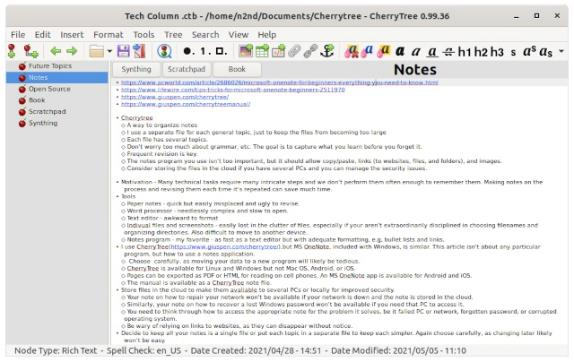 Tech Column .ctb - /home/n2nd/Documents/Cherrytree - CherryTree 0.99.36
File Edit Insert Format Tools Tree Search View Bookmarks Import Export Help
1.
a a a a a a h1 h2 h3 s aˢ aₛ
Future Topics
Notes
Open Source
Book
Scratchpad
Synthing
Synthing Scratchpad Book Notes
• https://www.pcworld.com/article/2686026/microsoft-onenote-for-beginners-everything-you-need-to-know.html
• https://www.lifewire.com/tips-tricks-for-microsoft-onenote-beginners-2511970
• https://www.giuspen.com/cherrytree/
• https://www.giuspen.com/cherrytreemanual/
• Cherrytree
◇ A way to organize notes
◇ I use a separate file for each general topic, just to keep the files from becoming too large
◇ Each file has several topics.
◇ Don't worry too much about grammar, etc. The goal is to capture what you learn before you forget it.
◇ Frequent revision is key.
◇ The notes program you use isn't too important, but it should allow copy/paste, links (to websites, files, and folders), and images.
◇ Consider storing the files in the cloud if you have several PCs and you can manage the security issues.
• Motivation - Many technical tasks require many intricate steps and we don't perform them often enough to remember them. Making notes on the
process and revising them each time it's repeated can save much time.
• Tools
◇ Paper notes - quick but easily misplaced and ugly to revise.
◇ Word processor - needlessly complex and slow to open.
◇ Text editor - awkward to format
◇ Indiviual files and screenshots - easily lost in the clutter of files, especially if your aren't extraordinarily disciplined in choosing filenames and
organizing directories. Also difficult to move to another device.
◇ Notes program - my favorite - as fast as a text editor but with adequate formatting, e.g. bullet lists and links.
• I use CherryTree(https://www.giuspen.com/cherrytree/) but MS OneNote, included with Windows, is similar. This article isn't about any particular
program, but how to use a notes application.
◇ Choose carefully, as moving your data to a new program will likely be tedious.
◇ CherryTree is available for Linux and Windows but not Mac OS, Android, or iOS.
◇ Pages can be exported as PDF or HTML for reading on cell phones. An MS OneNote app is available for Android and iOS.
◇ The manual is available as a CherryTree note file.
• Store files in the cloud to make them available to several PCs or locally for improved security.
◇ Your note on how to repair your network won't be available if your network is down and the note is stored in the cloud.
◇ Similarly, your note on how to recover a lost Windows password won't be available if you need that PC to access it.
◇ You need to think through how to access the appropriate note for the problem it solves, be it failed PC or network, forgotten password, or corrupted
operating system.
◇ Be wary of relying on links to websites, as they can disappear without notice.
• Decide to keep all your notes is a single file or put each topic in a separate file to keep each simpler. Again choose carefully, as changing later likely
won't be easy.
Node Type: Rich Text - Spell Check: en_US - Date Created: 2021/04/28 - 14:51 - Date Modified: 2021/05/05 - 11:10